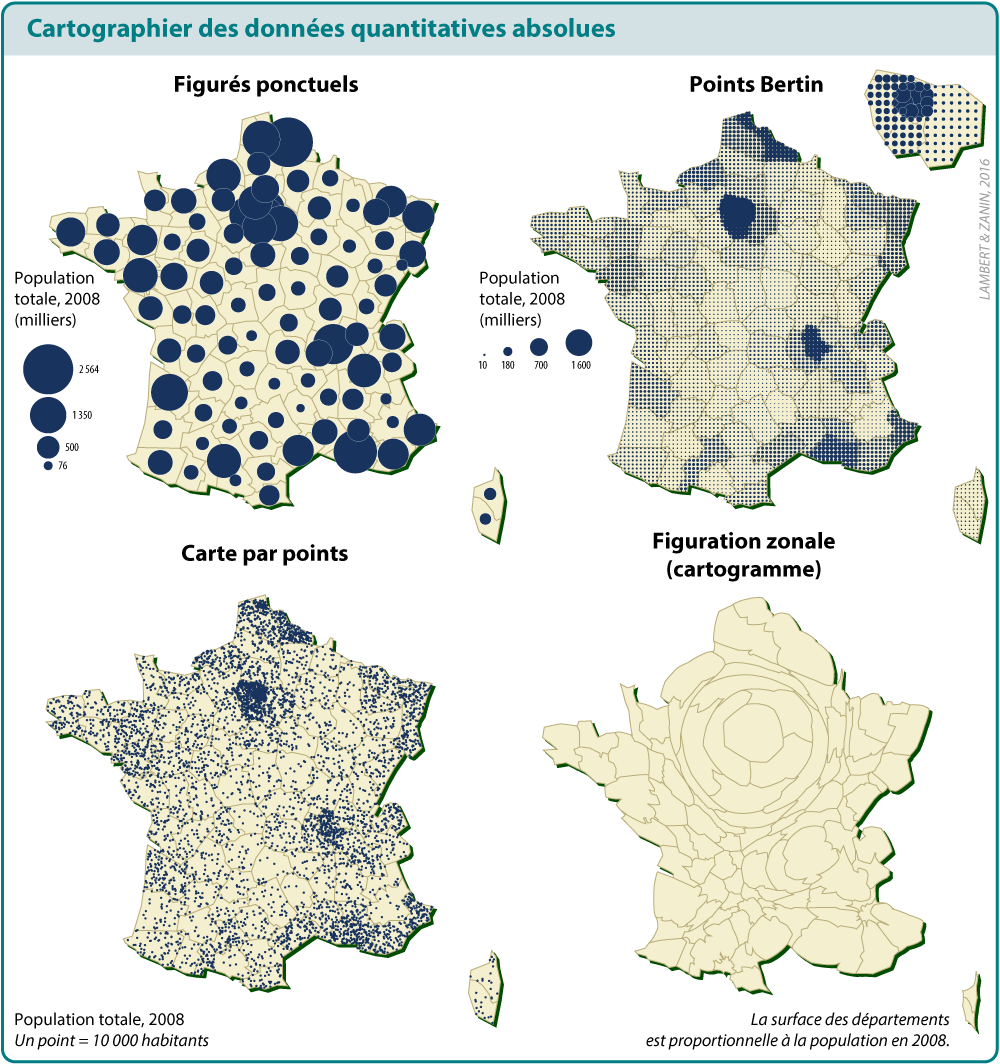 Cartographier des données quantitatives absolues
Figurés ponctuels
Population
totale, 2008
(milliers)
2 564
1 350
500
76
Points Bertin
Population
totale, 2008
(milliers)
10 180 700 1 600
LAMBERT & ZANIN, 2016
Carte par points
Population totale, 2008
Un point = 10 000 habitants
Figuration zonale
(cartogramme)
La surface des départements
est proportionnelle à la population en 2008.